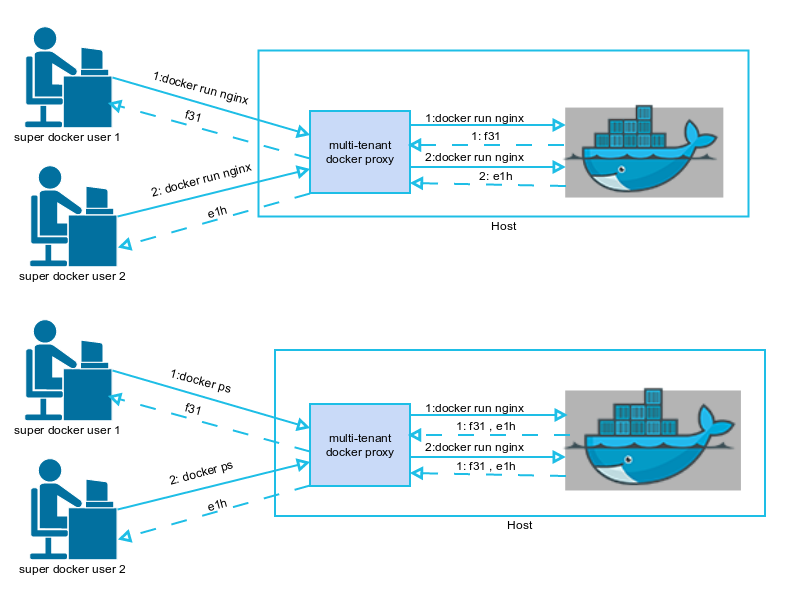 1:docker run nginx
f31
super docker user 1
2: docker run nginx
e1h
super docker user 2
multi-tenant
docker proxy
1:docker run nginx
1: f31
2:docker run nginx
2: e1h
Host
1:docker ps
f31
super docker user 1
2: docker ps
e1h
super docker user 2
multi-tenant
docker proxy
1:docker run nginx
1: f31 , e1h
2:docker run nginx
1: f31 , e1h
Host